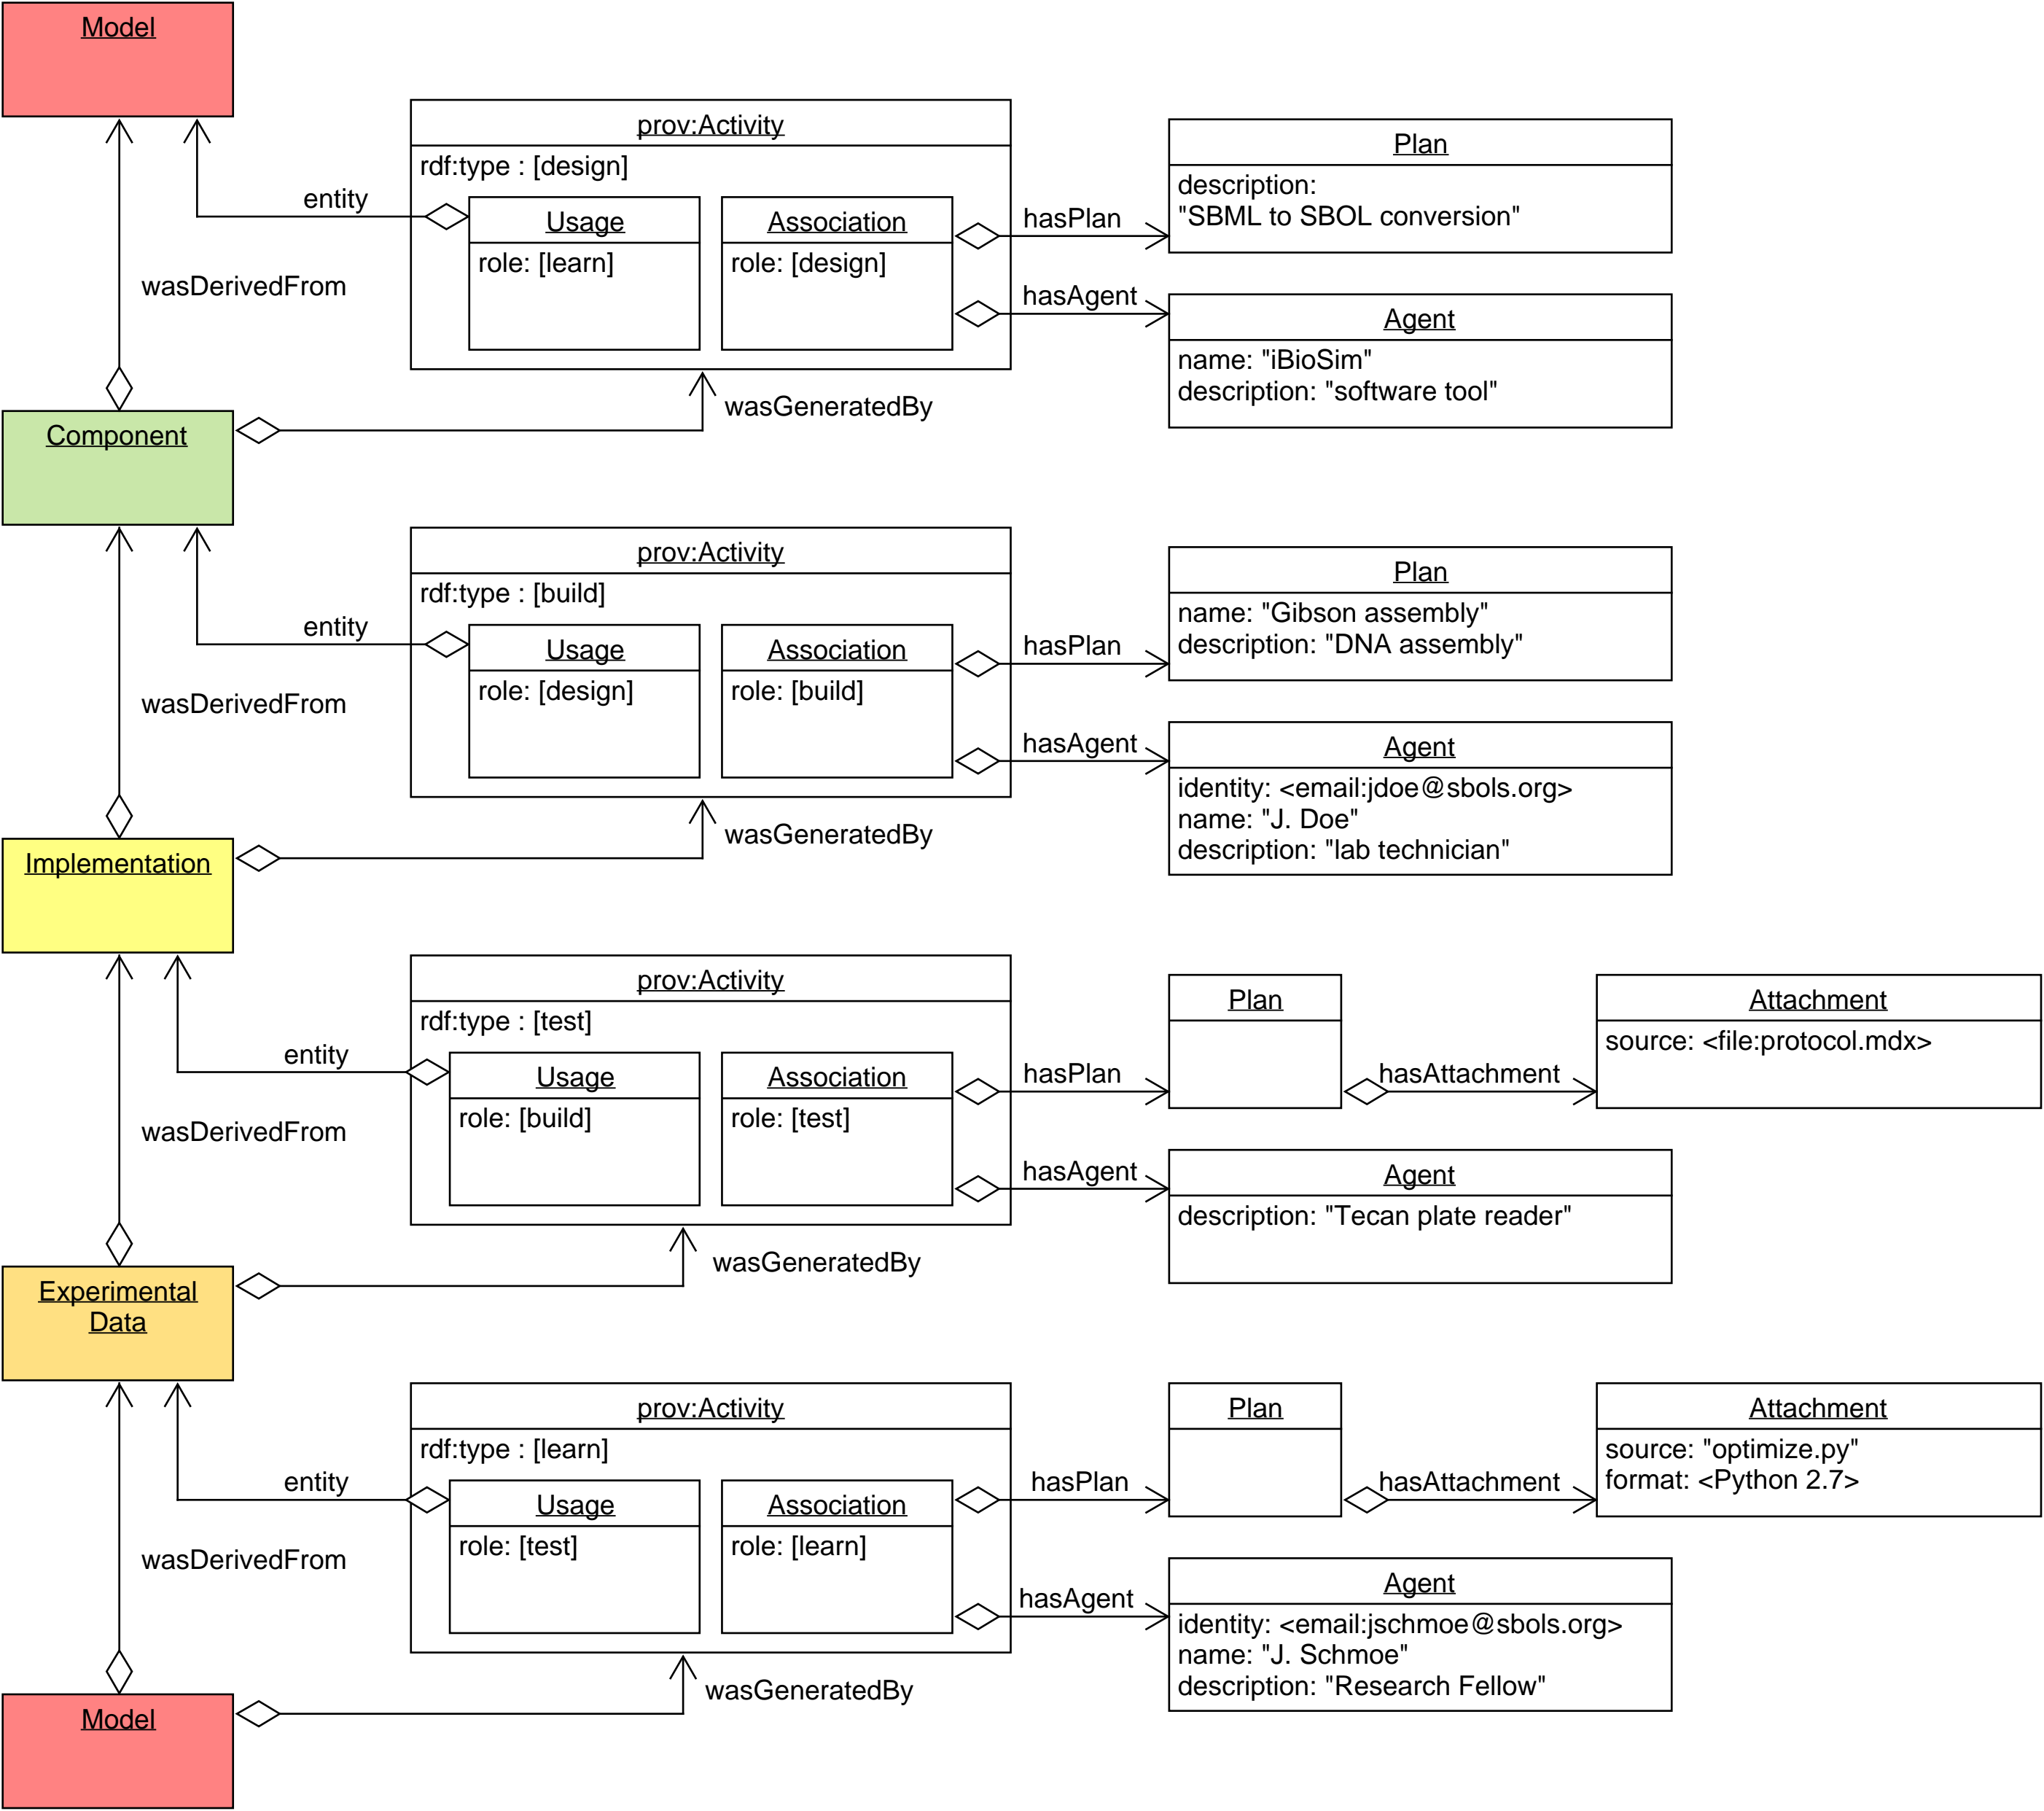 Model
prov:Activity
rdf:type : [design]
entity
Usage
role: [learn]
Association
role: [design]
hasPlan
Plan
description:
"SBML to SBOL conversion"
hasAgent
Agent
name: "iBioSim"
description: "software tool"
wasDerivedFrom
wasGeneratedBy
Component
prov:Activity
rdf:type : [build]
entity
Usage
role: [design]
Association
role: [build]
hasPlan
Plan
name: "Gibson assembly"
description: "DNA assembly"
hasAgent
Agent
identity: <email:jdoe@sbols.org>
name: "J. Doe"
description: "lab technician"
wasDerivedFrom
wasGeneratedBy
Implementation
prov:Activity
rdf:type : [test]
entity
Usage
role: [build]
Association
role: [test]
hasPlan
Plan
hasAttachment
Attachment
source: <file:protocol.mdx>
hasAgent
Agent
description: "Tecan plate reader"
wasDerivedFrom
wasGeneratedBy
Experimental
Data
prov:Activity
rdf:type : [learn]
entity
Usage
role: [test]
Association
role: [learn]
hasPlan
Plan
hasAttachment
Attachment
source: "optimize.py"
format: <Python 2.7>
hasAgent
Agent
identity: <email:jschmoe@sbols.org>
name: "J. Schmoe"
description: "Research Fellow"
wasDerivedFrom
wasGeneratedBy
Model